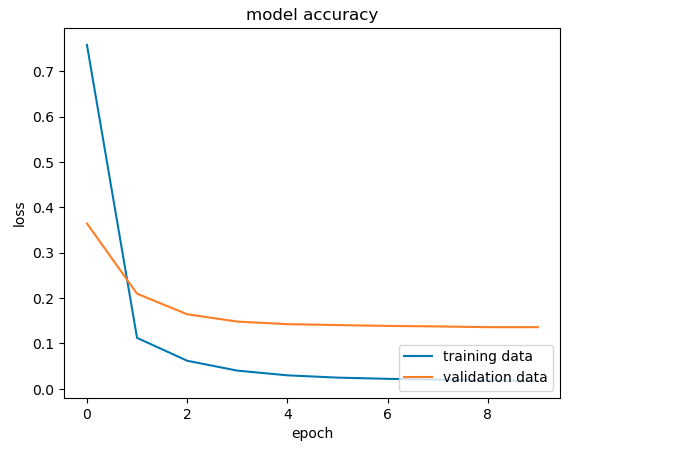 model accuracy
0.7
0.6
0.5
0.4
0.3
0.2
0.1
0.0
loss
training data
validation data
0 2 4 6 8
epoch